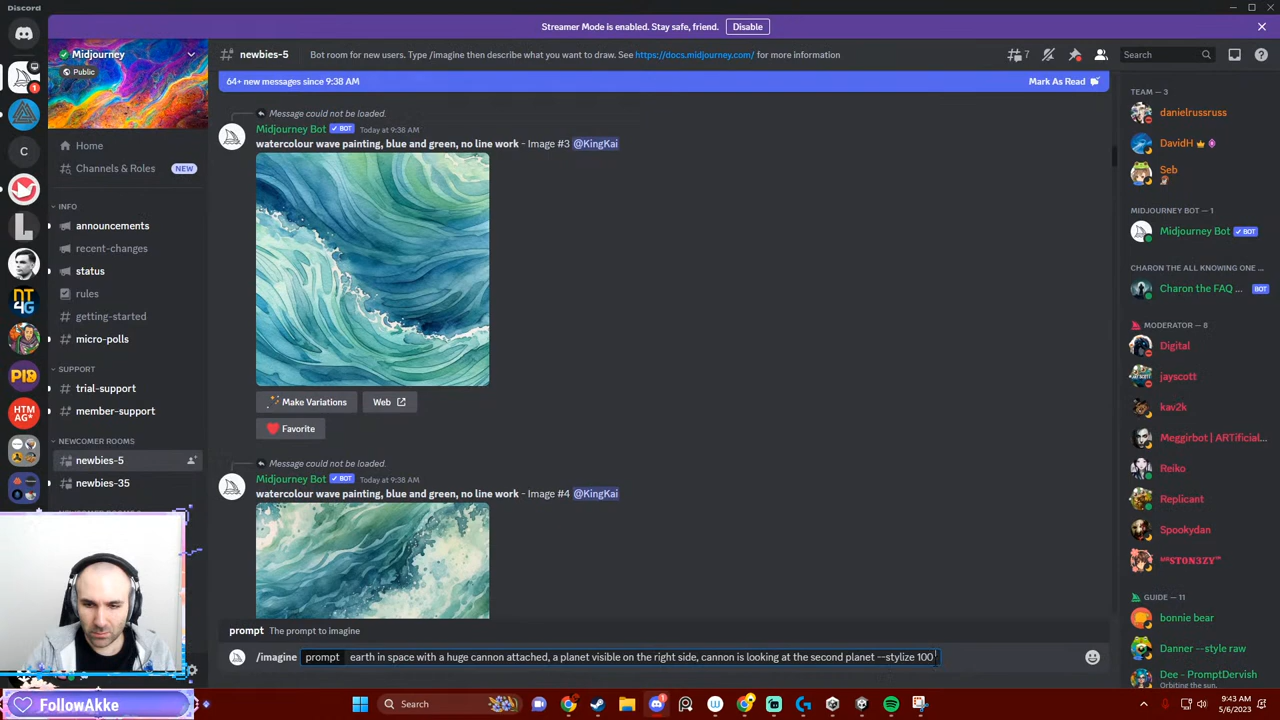 Discord
Streamer Mode is enabled. Stay safe, friend. Disable
Midjourney
Public
newbies-5 Bot room for new users. Type /imagine then describe what you want to draw. See https://docs.midjourney.com/ for more information
7
Search
64+ new messages since 9:38 AM Mark As Read
1
C
NT
4G
PID
HTM
AG*
Home
Channels & Roles NEW
INFO
announcements
recent-changes
status
rules
getting-started
micro-polls
SUPPORT
trial-support
member-support
NEWCOMER ROOMS
newbies-5
newbies-35
Message could not be loaded.
Midjourney Bot BOT Today at 9:38 AM
watercolour wave painting, blue and green, no line work - Image #3 @KingKai
Make Variations Web
Favorite
Message could not be loaded.
Midjourney Bot BOT Today at 9:38 AM
watercolour wave painting, blue and green, no line work - Image #4 @KingKai
prompt The prompt to imagine
/imagine prompt earth in space with a huge cannon attached, a planet visible on the right side, cannon is looking at the second planet --stylize 100
TEAM — 3
danielrussruss
DavidH
Seb
MIDJOURNEY BOT — 1
Midjourney Bot BOT
CHARON THE ALL KNOWING ONE ...
Charon the FAQ ... BOT
MODERATOR — 8
Digital
jayscott
kav2k
Meggirbot | ARTificial...
Reiko
Replicant
Spookydan
ᴹᴿST0N3ZY™
GUIDE — 11
bonnie bear
Danner --style raw
Dee - PromptDervish
Orbiting the sun.
FollowAkke
Search
9:43 AM
5/6/2023